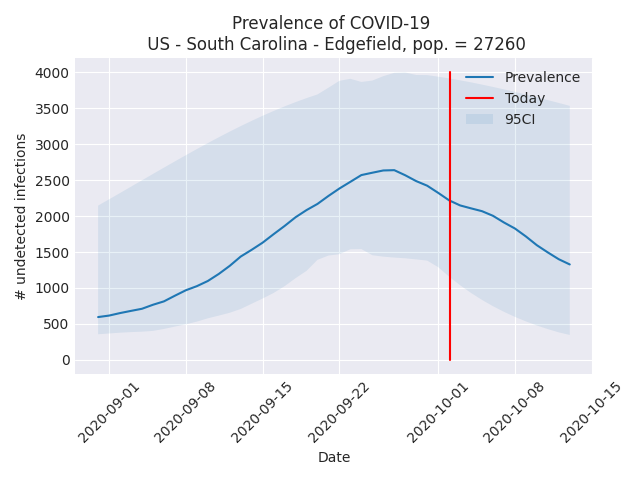 Prevalence of COVID-19
US - South Carolina - Edgefield, pop. = 27260
4000
3500
3000
2500
2000
1500
1000
500
0
# undetected infections
Prevalence
Today
95CI
2020-09-01
2020-09-08
2020-09-15
2020-09-22
2020-10-01
2020-10-08
2020-10-15
Date